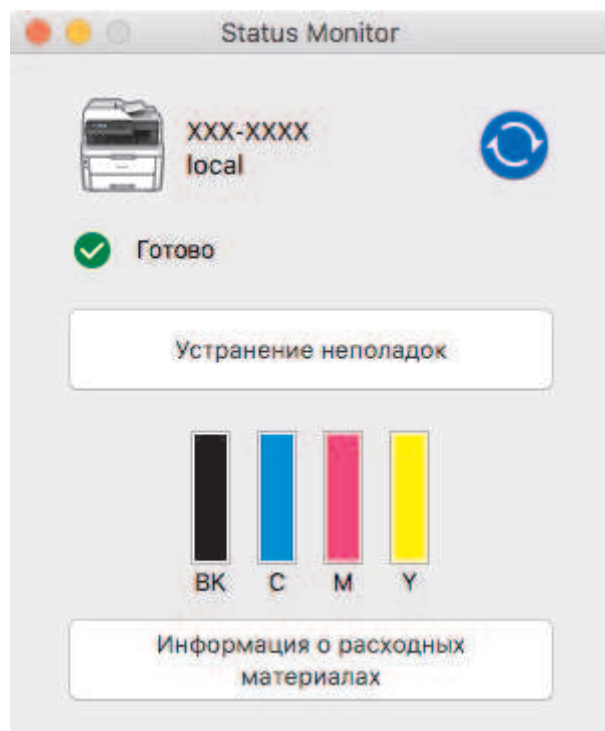 Status Monitor
XXX-XXXX
local
Готово
Устранение неполадок
BK C M Y
Информация о расходных
материалах